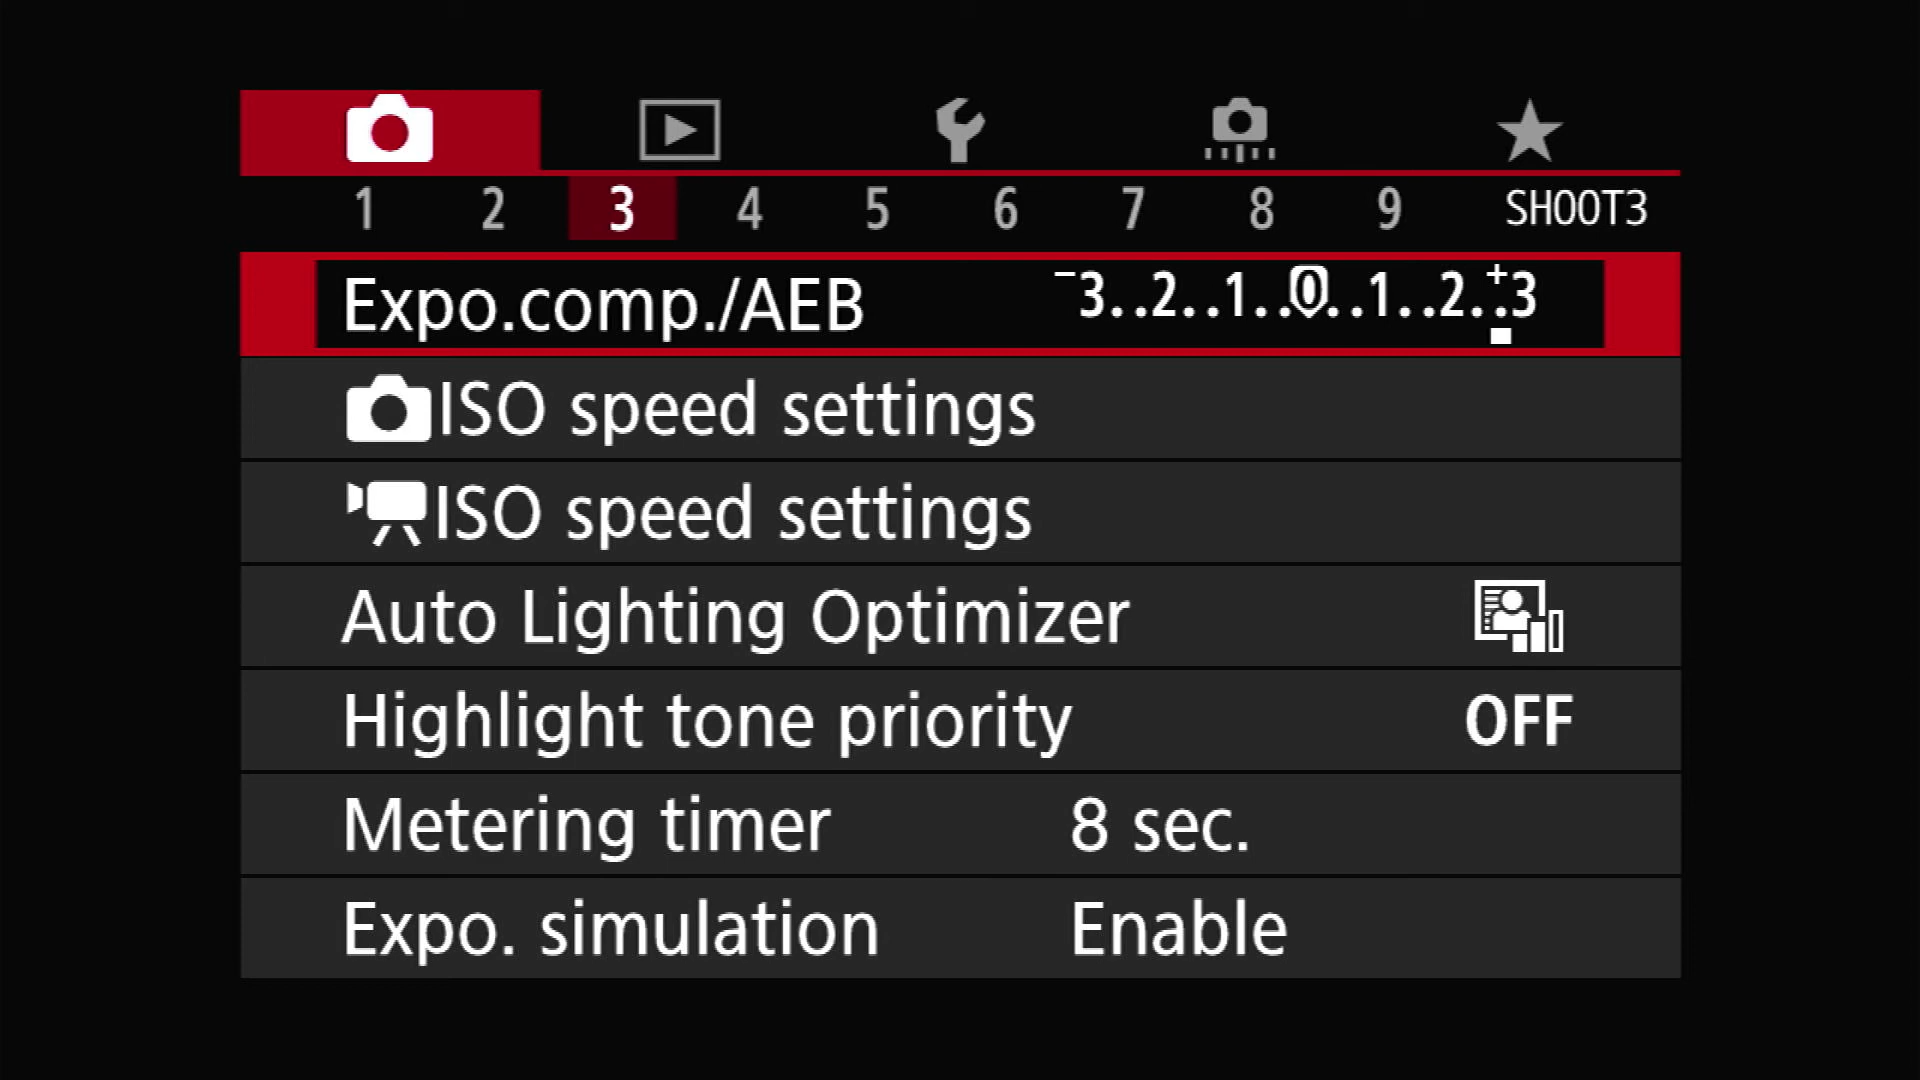 1 2 3 4 5 6 7 8 9 SHOOT3
Expo.comp./AEB -3..2..1..0..1..2..+3
ISO speed settings
ISO speed settings
Auto Lighting Optimizer
Highlight tone priority OFF
Metering timer 8 sec.
Expo. simulation Enable